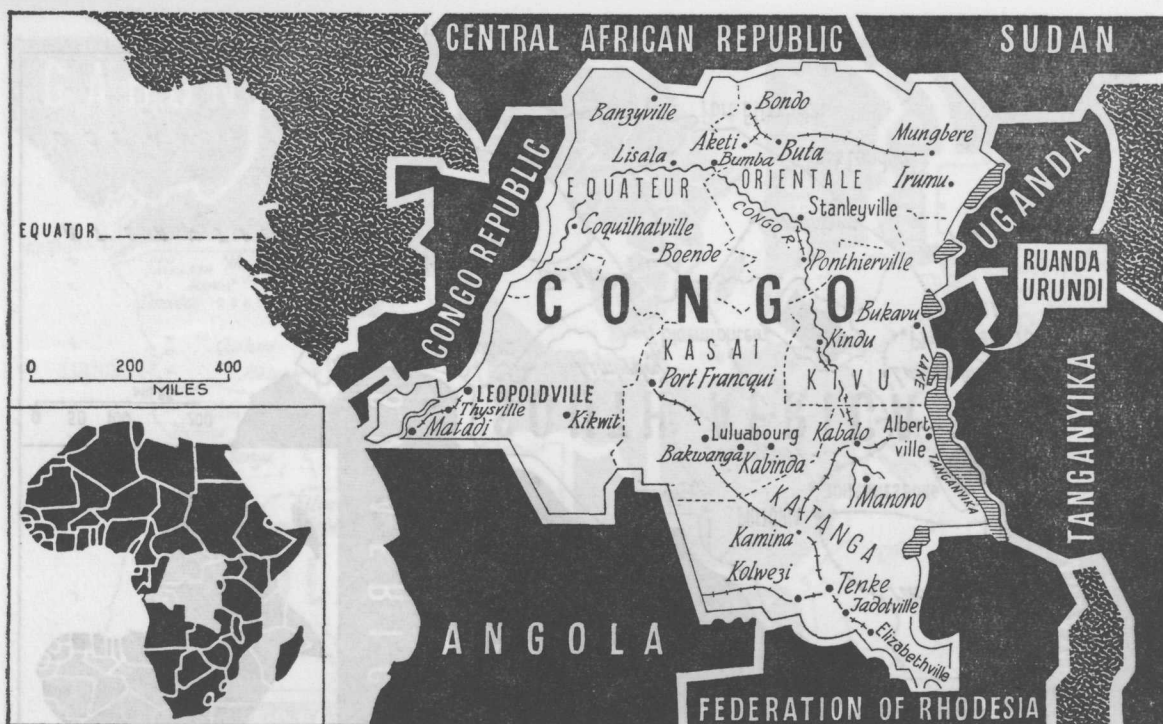 CENTRAL AFRICAN REPUBLIC
SUDAN
Banzyville
Bondo
Aketi
Bumba
Buta
Mungbere
Lisala
Irumu
EQUATEUR
ORIENTALE
UGANDA
CONGO REPUBLIC
CONGO R.
Stanleyville
EQUATOR
Coquilhatville
Boende
Ponthierville
RUANDA
URUNDI
CONGO
Bukavu
Kindu
KASAI
KIVU
LAKE
TANGANYIKA
0 200 400
MILES
Port Francqui
LEOPOLDVILLE
Thysville
Matadi
Kikwit
Luluabourg
Bakwanga
Kabinda
Kabalo
Albert
ville
Manono
TANGANYIKA
KATANGA
Kamina
Kolwezi
Tenke
Jadotville
Elizabethville
ANGOLA
FEDERATION OF RHODESIA